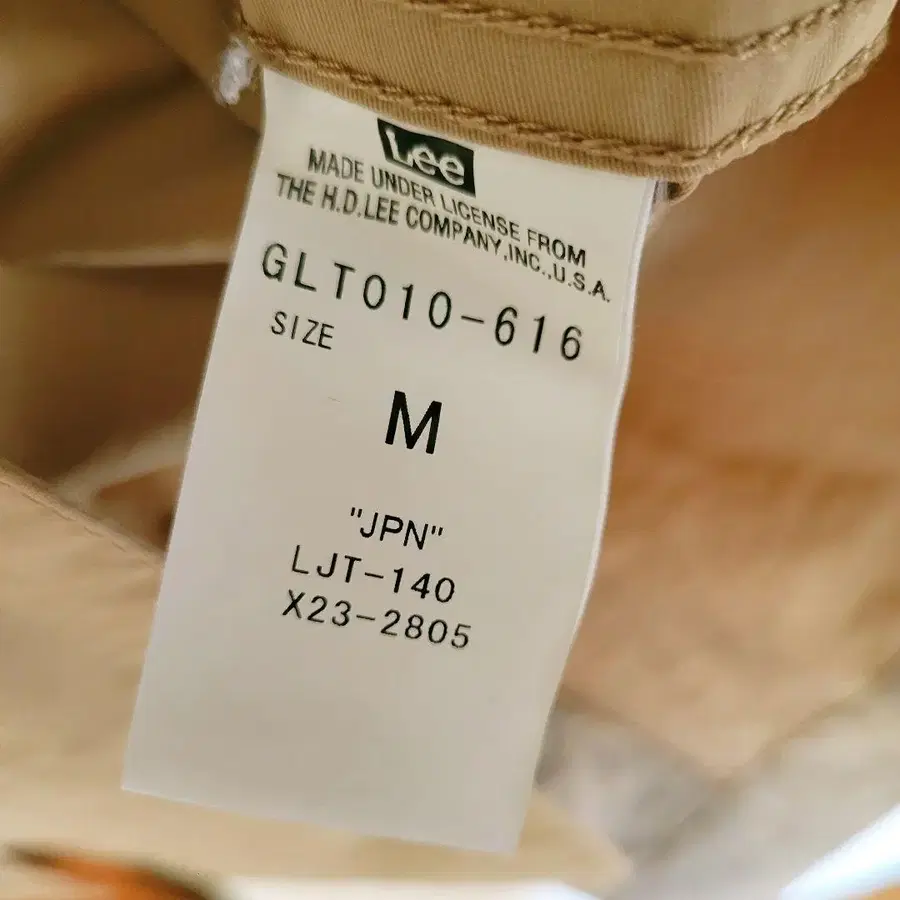 Lee
MADE UNDER LICENSE FROM
THE H.D.LEE COMPANY,INC.,U.S.A.
GLT010-616
SIZE
M
"JPN"
LJT-140
X23-2805